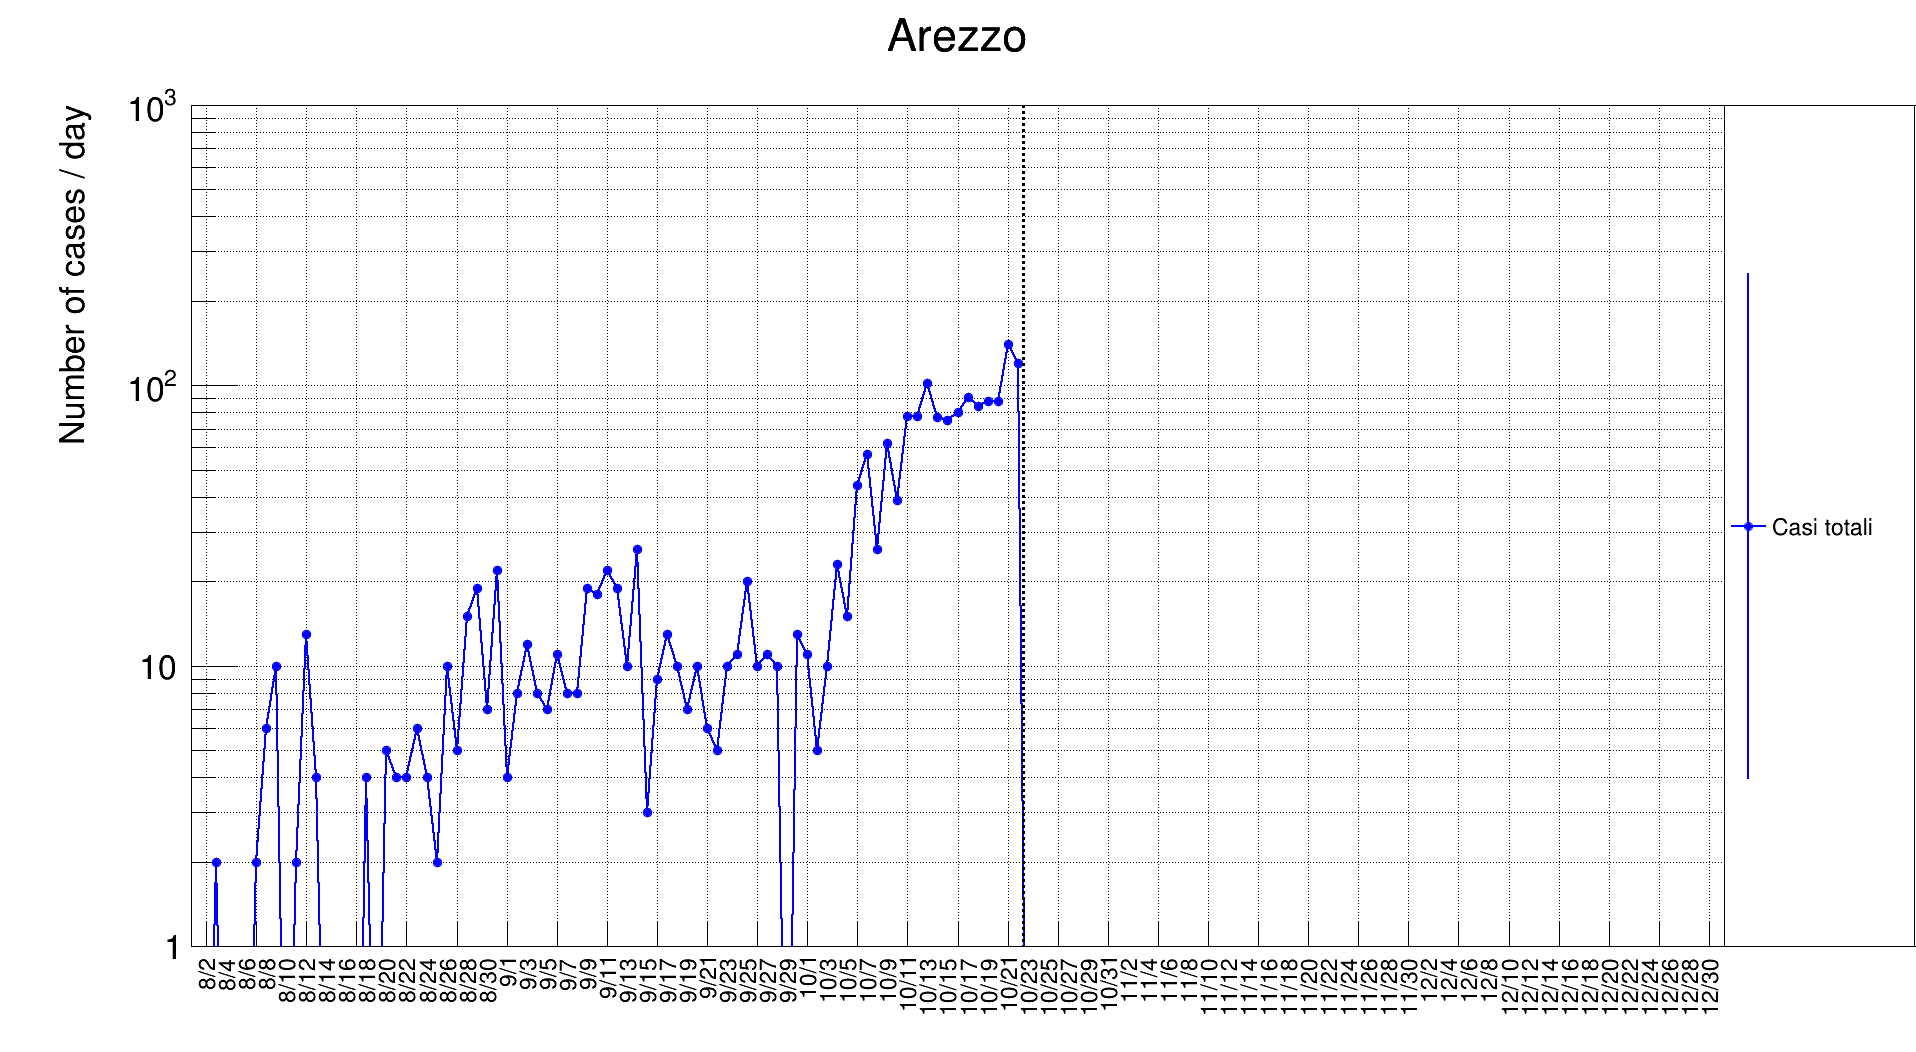 Arezzo
Number of cases / day
10³
10²
10
1
8/2 8/4 8/6 8/8 8/10 8/12 8/14 8/16 8/18 8/20 8/22 8/24 8/26 8/28 8/30 9/1 9/3 9/5 9/7 9/9 9/11 9/13 9/15 9/17 9/19 9/21 9/23 9/25 9/27 9/29 10/1 10/3 10/5 10/7 10/9 10/11 10/13 10/15 10/17 10/19 10/21 10/23 10/25 10/27 10/29 10/31 11/2 11/4 11/6 11/8 11/10 11/12 11/14 11/16 11/18 11/20 11/22 11/24 11/26 11/28 11/30 12/2 12/4 12/6 12/8 12/10 12/12 12/14 12/16 12/18 12/20 12/22 12/24 12/26 12/28 12/30
Casi totali